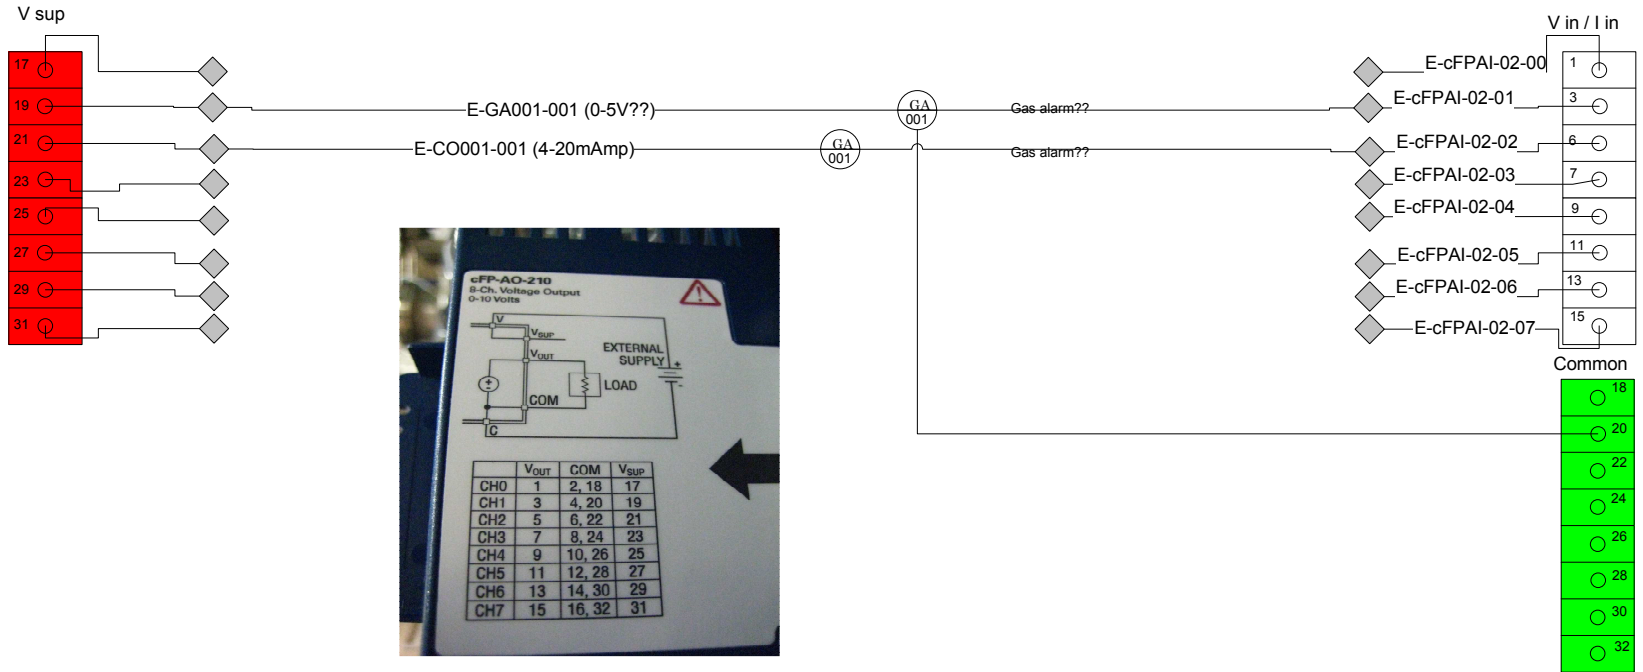 V sup
17
19
21
23
25
27
29
31
E-GA001-001 (0-5V??)
E-CO001-001 (4-20mAmp)
GA
001
GA
001
Gas alarm??
Gas alarm??
V in / I in
E-cFPAI-02-00
E-cFPAI-02-01
E-cFPAI-02-02
E-cFPAI-02-03
E-cFPAI-02-04
E-cFPAI-02-05
E-cFPAI-02-06
E-cFPAI-02-07
1
3
6
7
9
11
13
15
Common
18
20
22
24
26
28
30
32
cFP-AO-210
8-Ch. Voltage Output
0-10 Volts
V
VSUP
VOUT
EXTERNAL
SUPPLY
+
-
LOAD
COM
C
VOUT COM VSUP
CH0 1 2, 18 17
CH1 3 4, 20 19
CH2 5 6, 22 21
CH3 7 8, 24 23
CH4 9 10, 26 25
CH5 11 12, 28 27
CH6 13 14, 30 29
CH7 15 16, 32 31